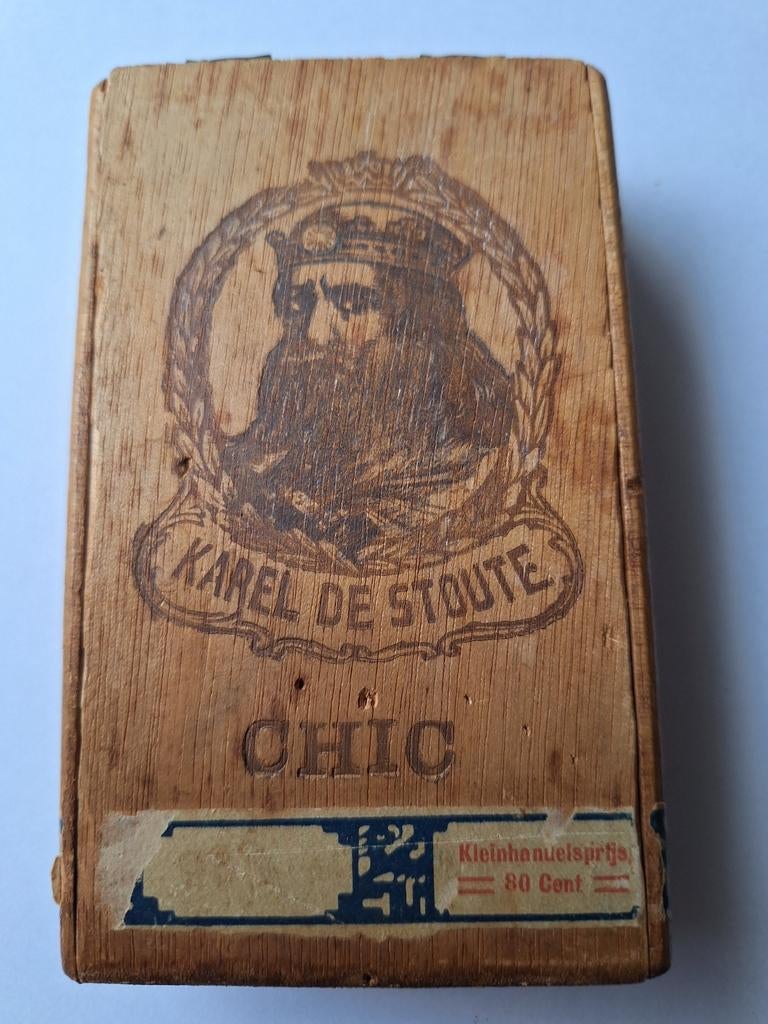 KAREL DE STOUTE
CHIC
Kleinhandelsprijs
80 Cent